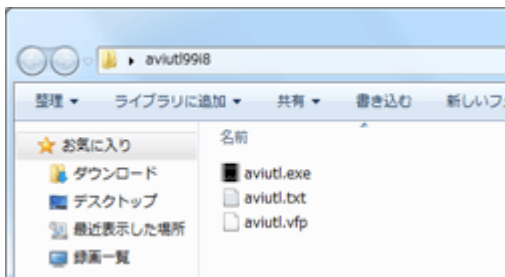 aviutl99i8
整理 ライブラリに追加 共有 書き込む 新しいフ
お気に入り
ダウンロード
デスクトップ
最近表示した場所
録画一覧
名前
aviutl.exe
aviutl.txt
aviutl.vfp